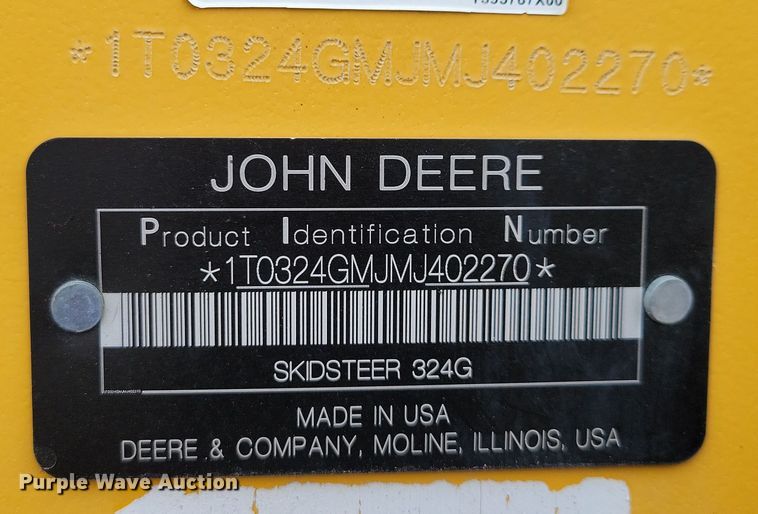 *1T0324GMJMJ402270*
JOHN DEERE
Product Identification Number
*1T0324GMJMJ402270*
SKIDSTEER 324G
MADE IN USA
DEERE & COMPANY, MOLINE, ILLINOIS, USA
Purple Wave Auction